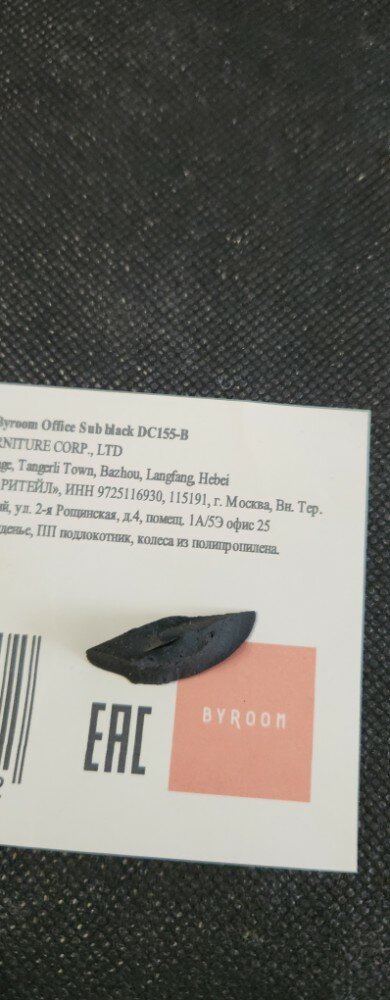 Byroom Office Sub black DC155-B
RNITURE CORP., LTD
ge, Tangerli Town, Bazhou, Langfang, Hebei
РИТЕЙЛ», ИНН 9725116930, 115191, г. Москва, Вн. Тер.
ий, ул. 2-я Рощинская, д.4, помещ. 1А/5Э офис 25
денье, ПП подлокотник, колеса из полипропилена.
EAC
BYROOM